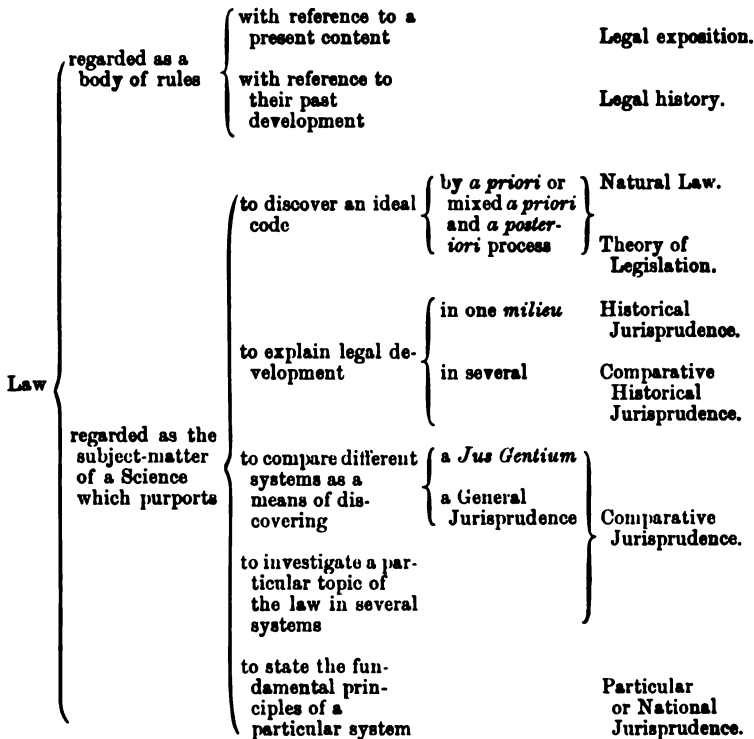 with reference to a
present content
Legal exposition.
regarded as a
body of rules
with reference to
their past
development
Legal history.
to discover an ideal
code
by a priori or
mixed a priori
and a poster-
iori process
Natural Law.
Theory of
Legislation.
Law
regarded as the
subject-matter
of a Science
which purports
to explain legal de-
velopment
in one milieu
Historical
Jurisprudence.
in several
Comparative
Historical
Jurisprudence.
to compare different
systems as a
means of dis-
covering
a Jus Gentium
a General
Jurisprudence
Comparative
Jurisprudence.
to investigate a par-
ticular topic of
the law in several
systems
to state the fun-
damental prin-
ciples of a
particular system
Particular
or National
Jurisprudence.